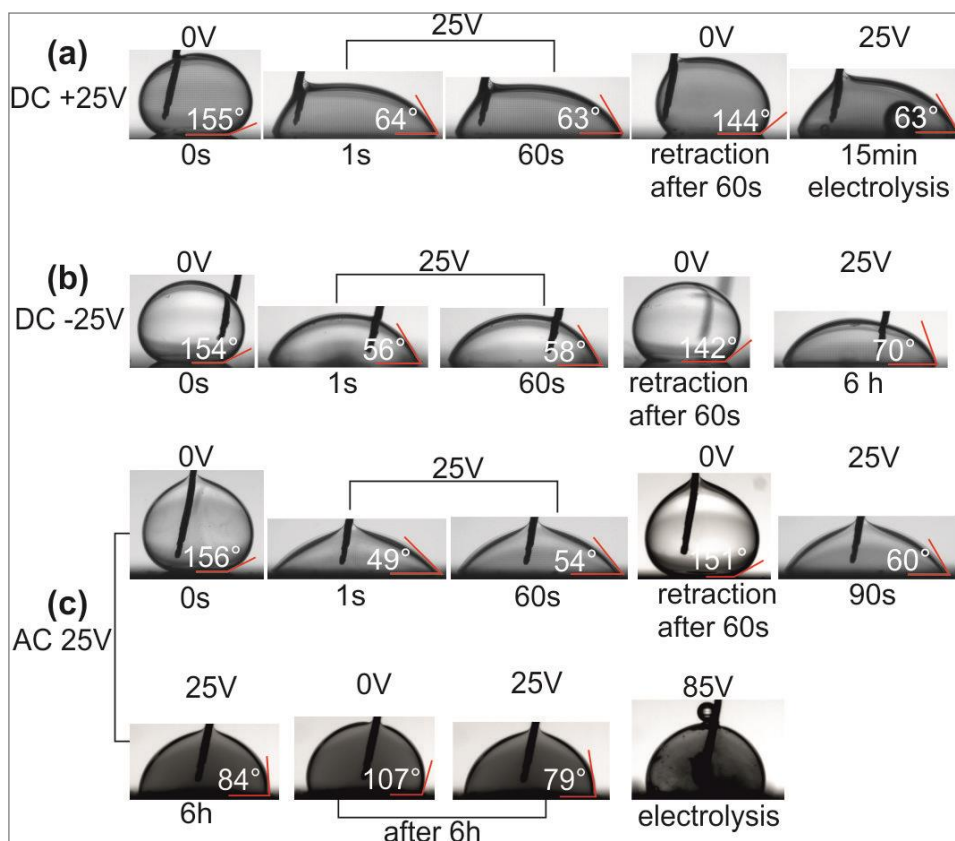 (a)
DC +25V
0V
25V
0V
25V
155°
64°
63°
144°
63°
0s
1s
60s
retraction
after 60s
15min
electrolysis
(b)
DC -25V
0V
25V
0V
25V
154°
56°
58°
142°
70°
0s
1s
60s
retraction
after 60s
6 h
(c)
AC 25V
0V
25V
0V
25V
156°
49°
54°
151°
60°
0s
1s
60s
retraction
after 60s
90s
25V
0V
25V
85V
84°
107°
79°
6h
after 6h
electrolysis